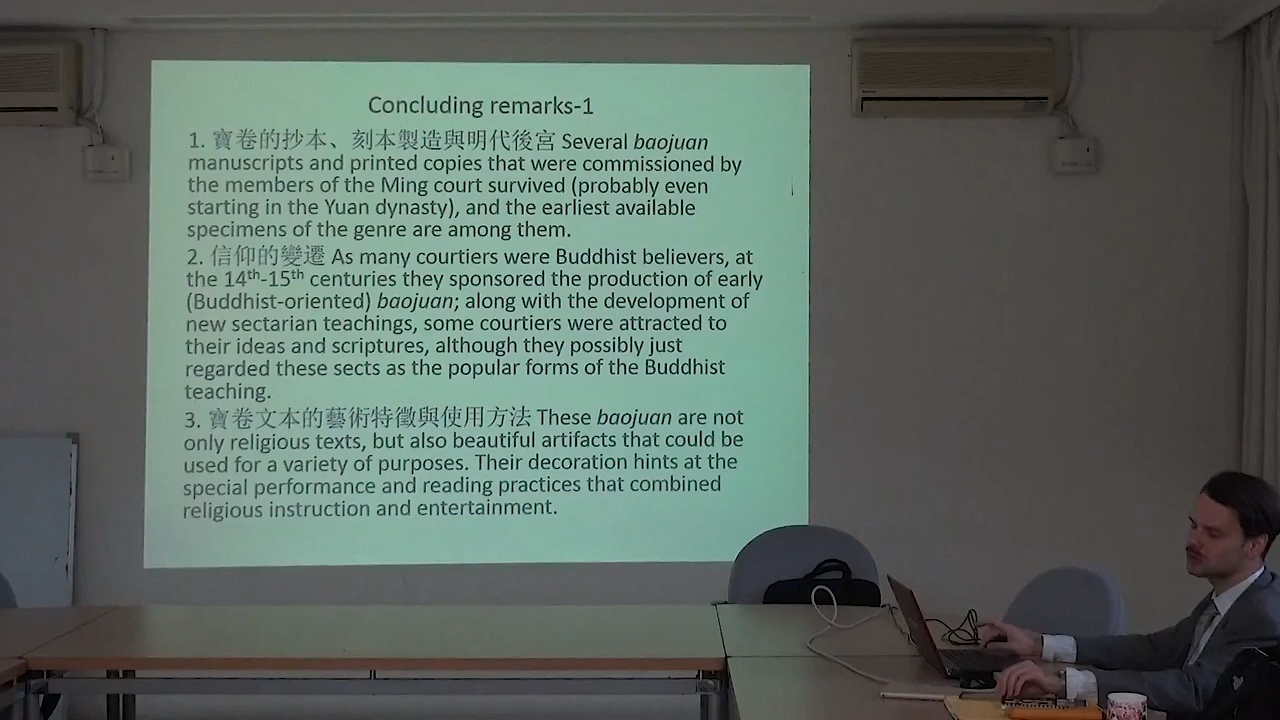 Concluding remarks-1
1. 寶卷的抄本、刻本製造與明代後宮 Several baojuan
manuscripts and printed copies that were commissioned by
the members of the Ming court survived (probably even
starting in the Yuan dynasty), and the earliest available
specimens of the genre are among them.
2. 信仰的變遷 As many courtiers were Buddhist believers, at
the 14th-15th centuries they sponsored the production of early
(Buddhist-oriented) baojuan; along with the development of
new sectarian teachings, some courtiers were attracted to
their ideas and scriptures, although they possibly just
regarded these sects as the popular forms of the Buddhist
teaching.
3. 寶卷文本的藝術特徵與使用方法 These baojuan are not
only religious texts, but also beautiful artifacts that could be
used for a variety of purposes. Their decoration hints at the
special performance and reading practices that combined
religious instruction and entertainment.